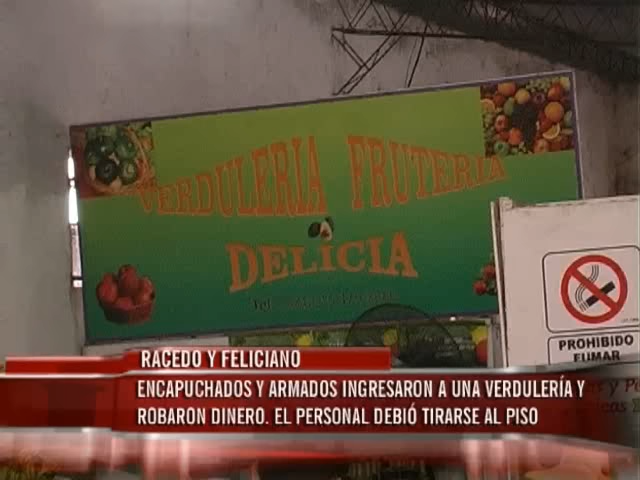 VERDULERIA FRUTERIA
DELICIA
PROHIBIDO
FUMAR
RACEDO Y FELICIANO
ENCAPUCHADOS Y ARMADOS INGRESARON A UNA VERDULERÍA Y
ROBARON DINERO. EL PERSONAL DEBIÓ TIRARSE AL PISO